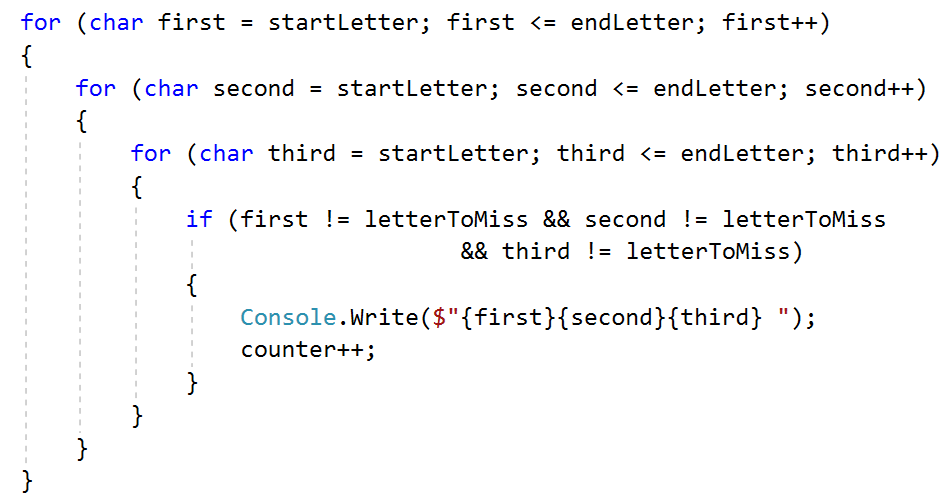 for (char first = startLetter; first <= endLetter; first++)
{
    for (char second = startLetter; second <= endLetter; second++)
    {
        for (char third = startLetter; third <= endLetter; third++)
        {
            if (first != letterToMiss && second != letterToMiss
                                && third != letterToMiss)
            {
                Console.Write($"{first}{second}{third} ");
                counter++;
            }
        }
    }
}